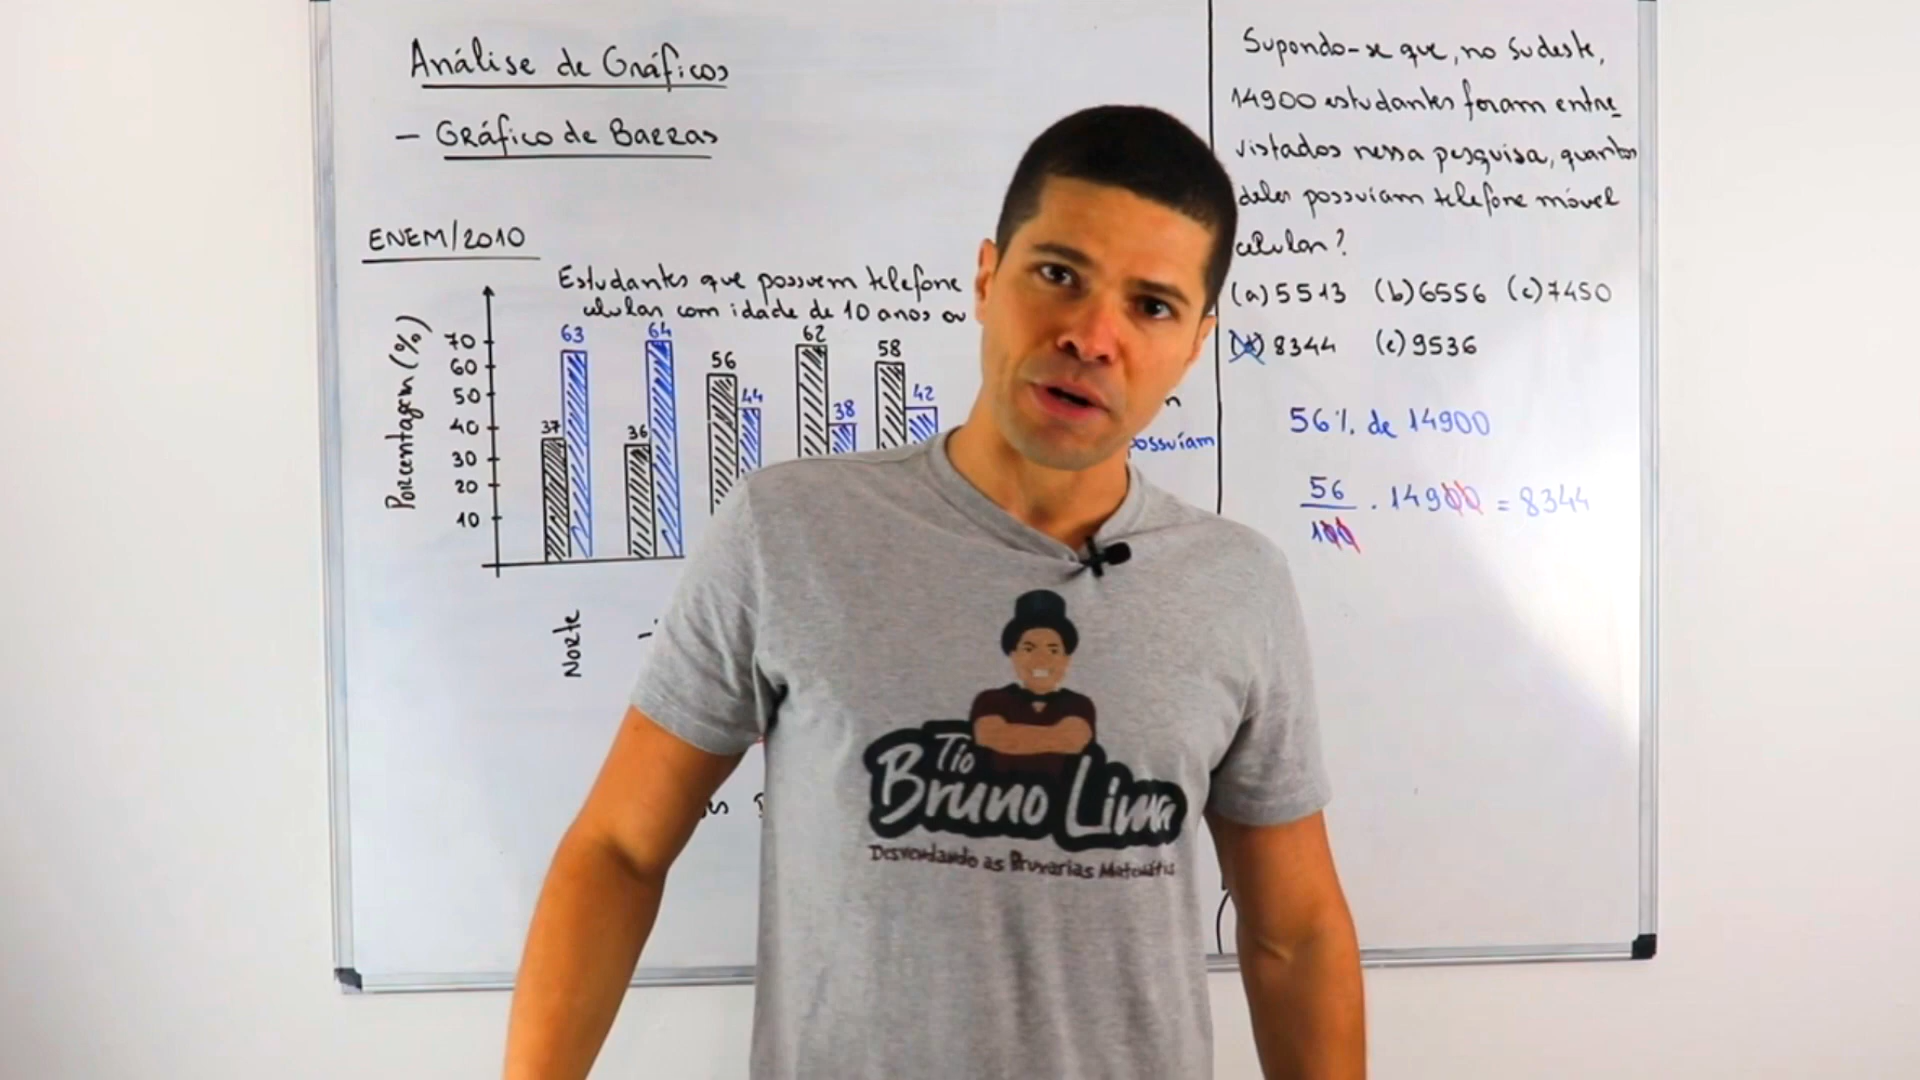 Análise de Gráficos
- Gráfico de Barras
ENEM/2010
Estudantes que possuem telefone
celular com idade de 10 anos ou
Porcentagem (%)
70
60
50
40
30
20
10
37 63
36 64
56 44
62 38
58 42
Norte
possuíam
Supondo-se que, no Sudeste,
14900 estudantes foram entre
vistados nessa pesquisa, quantos
deles possuíam telefone móvel
celular?
(a) 5513 (b) 6556 (c) 7450
(d) 8344 (e) 9536
56% de 14900
56/100 . 14900 = 8344
Tio
Bruno Lima
Desvendando as Brunarias Matemátic